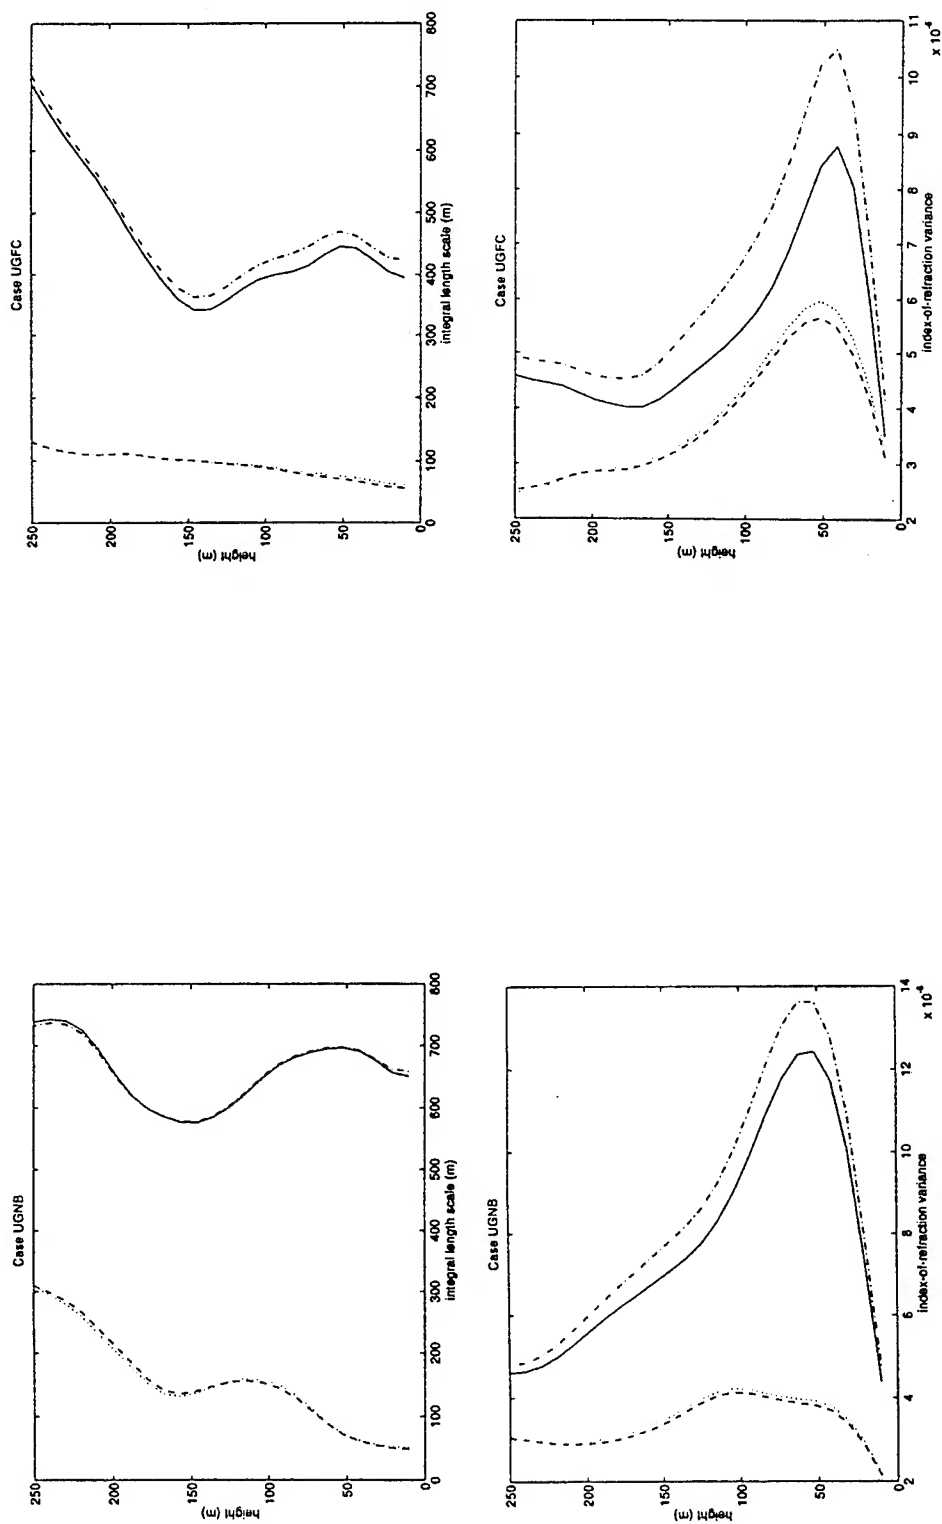 Case UGNB
250
200
150
100
50
0
height (m)
0 100 200 300 400 500 600 700 800
integral length scale (m)
Case UGFC
250
200
150
100
50
0
height (m)
0 100 200 300 400 500 600 700 800
integral length scale (m)
Case UGNB
250
200
150
100
50
0
height (m)
2 4 6 8 10 12 14
index-of-refraction variance
x 10⁻⁴
Case UGFC
250
200
150
100
50
0
height (m)
2 3 4 5 6 7 8 9 10 11
index-of-refraction variance
x 10⁻⁴